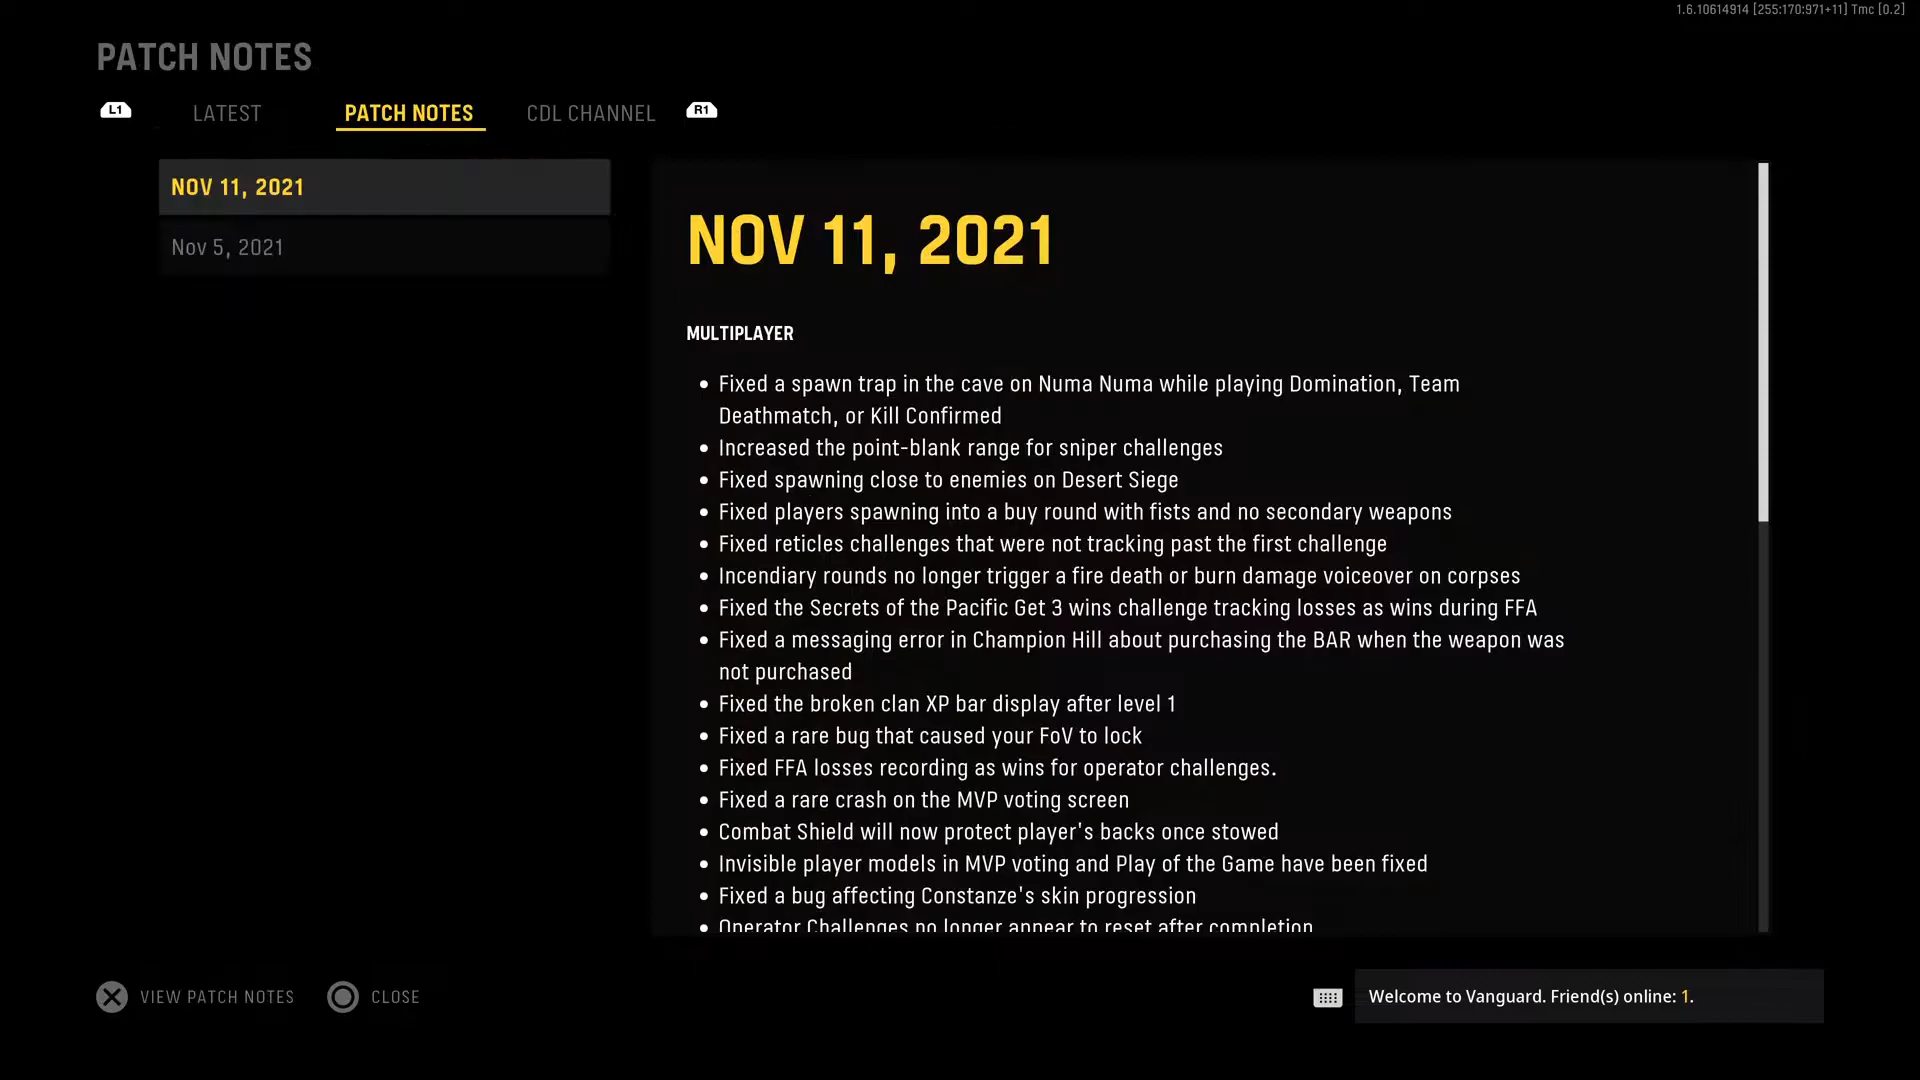 1.6.10614914 [255:170:971+11] Tmc [0.2]
PATCH NOTES
L1 LATEST PATCH NOTES CDL CHANNEL R1
NOV 11, 2021
Nov 5, 2021
NOV 11, 2021
MULTIPLAYER
• Fixed a spawn trap in the cave on Numa Numa while playing Domination, Team
Deathmatch, or Kill Confirmed
• Increased the point-blank range for sniper challenges
• Fixed spawning close to enemies on Desert Siege
• Fixed players spawning into a buy round with fists and no secondary weapons
• Fixed reticles challenges that were not tracking past the first challenge
• Incendiary rounds no longer trigger a fire death or burn damage voiceover on corpses
• Fixed the Secrets of the Pacific Get 3 wins challenge tracking losses as wins during FFA
• Fixed a messaging error in Champion Hill about purchasing the BAR when the weapon was
not purchased
• Fixed the broken clan XP bar display after level 1
• Fixed a rare bug that caused your FoV to lock
• Fixed FFA losses recording as wins for operator challenges.
• Fixed a rare crash on the MVP voting screen
• Combat Shield will now protect player's backs once stowed
• Invisible player models in MVP voting and Play of the Game have been fixed
• Fixed a bug affecting Constanze's skin progression
• Operator Challenges no longer appear to reset after completion
VIEW PATCH NOTES CLOSE
Welcome to Vanguard. Friend(s) online: 1.